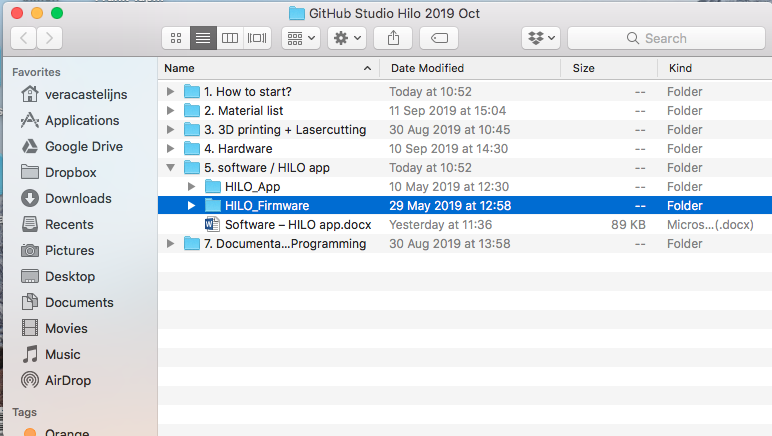 GitHub Studio Hilo 2019 Oct
Search
Favorites
veracastelijns
Applications
Google Drive
Dropbox
Downloads
Recents
Pictures
Desktop
Documents
Movies
Music
AirDrop
Tags
Orange
Name Date Modified Size Kind
1. How to start? Today at 10:52 -- Folder
2. Material list 11 Sep 2019 at 15:04 -- Folder
3. 3D printing + Lasercutting 30 Aug 2019 at 10:45 -- Folder
4. Hardware 10 Sep 2019 at 14:30 -- Folder
5. software / HILO app Today at 10:52 -- Folder
HILO_App 10 May 2019 at 12:30 -- Folder
HILO_Firmware 29 May 2019 at 12:58 -- Folder
Software – HILO app.docx Yesterday at 11:36 89 KB Micros...(.docx)
7. Documenta...Programming 30 Aug 2019 at 13:58 -- Folder